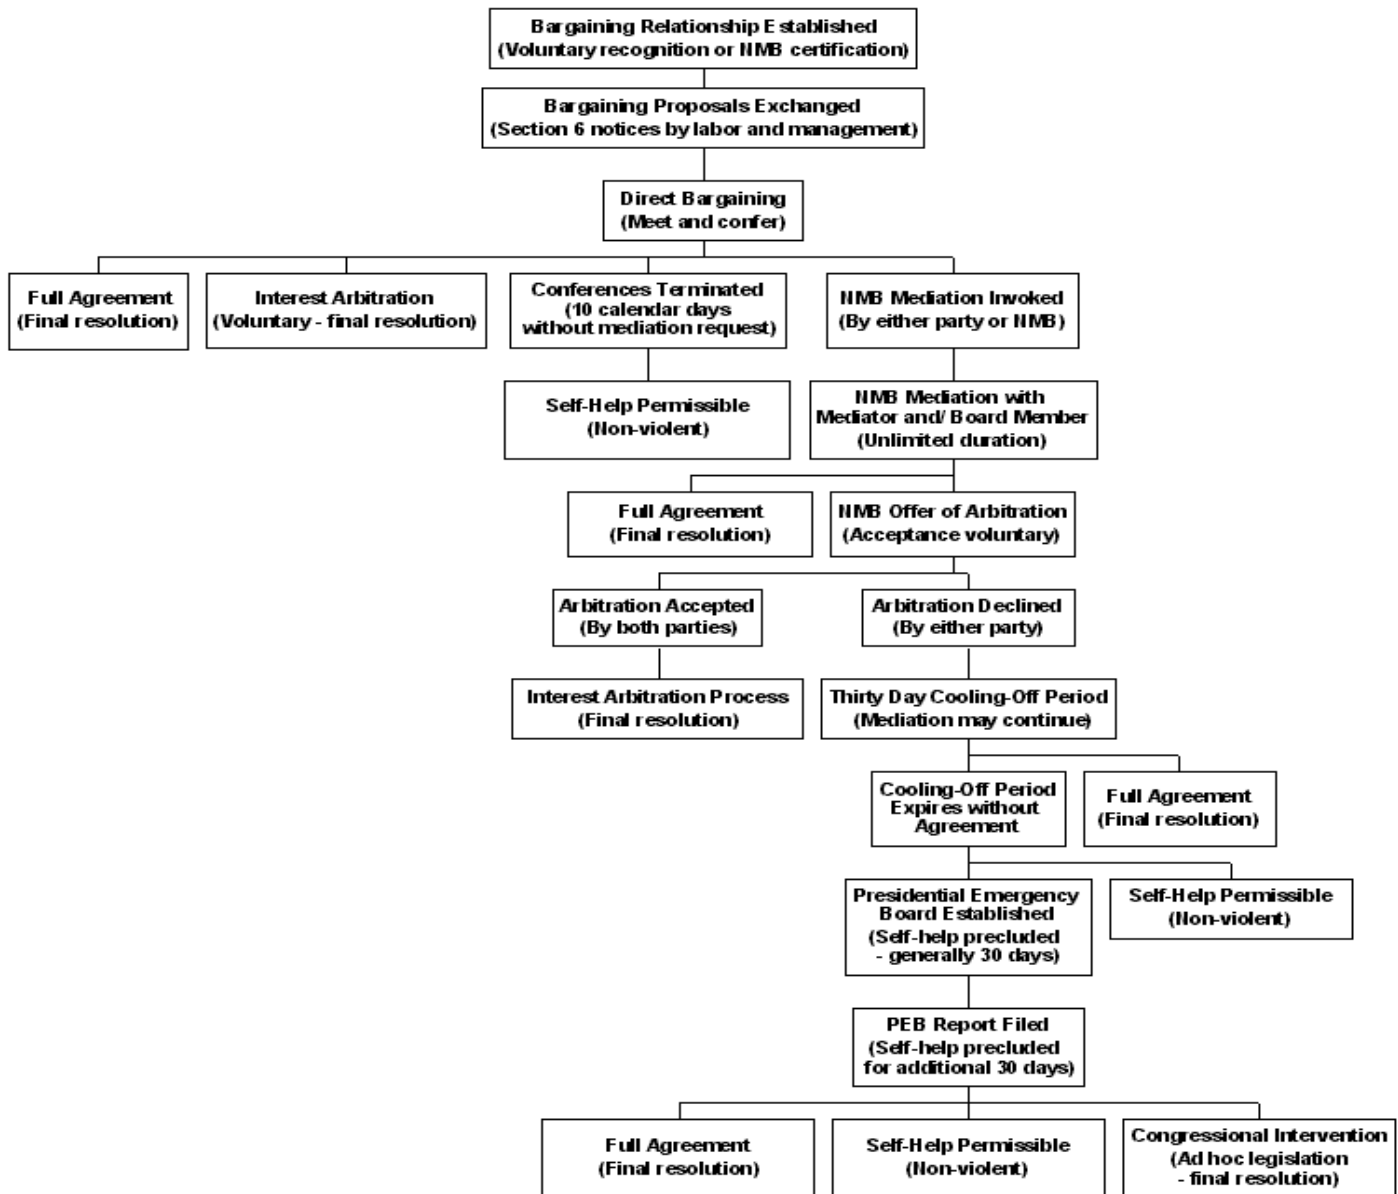 Bargaining Relationship Established
(Voluntary recognition or NMB certification)
Bargaining Proposals Exchanged
(Section 6 notices by labor and management)
Direct Bargaining
(Meet and confer)
Full Agreement
(Final resolution)
Interest Arbitration
(Voluntary - final resolution)
Conferences Terminated
(10 calendar days
without mediation request)
NMB Mediation Invoked
(By either party or NMB)
Self-Help Permissible
(Non-violent)
NMB Mediation with
Mediator and/ Board Member
(Unlimited duration)
Full Agreement
(Final resolution)
NMB Offer of Arbitration
(Acceptance voluntary)
Arbitration Accepted
(By both parties)
Arbitration Declined
(By either party)
Interest Arbitration Process
(Final resolution)
Thirty Day Cooling-Off Period
(Mediation may continue)
Cooling-Off Period
Expires without
Agreement
Full Agreement
(Final resolution)
Presidential Emergency
Board Established
(Self-help precluded
- generally 30 days)
Self-Help Permissible
(Non-violent)
PEB Report Filed
(Self-help precluded
for additional 30 days)
Full Agreement
(Final resolution)
Self-Help Permissible
(Non-violent)
Congressional Intervention
(Ad hoc legislation
- final resolution)